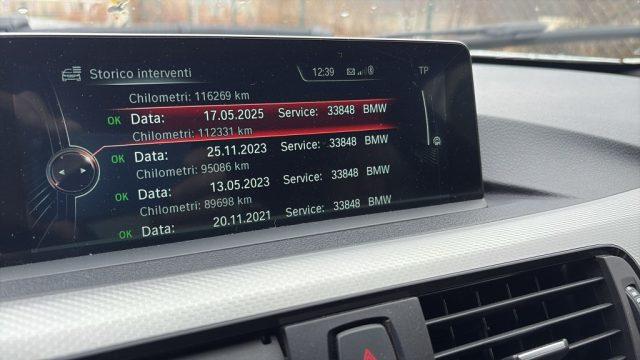 Storico interventi
12:39
TP
Chilometri: 116269 km
OK Data: 17.05.2025 Service: 33848 BMW
Chilometri: 112331 km
OK Data: 25.11.2023 Service: 33848 BMW
Chilometri: 95086 km
OK Data: 13.05.2023 Service: 33848 BMW
Chilometri: 89698 km
OK Data: 20.11.2021 Service: 33848 BMW